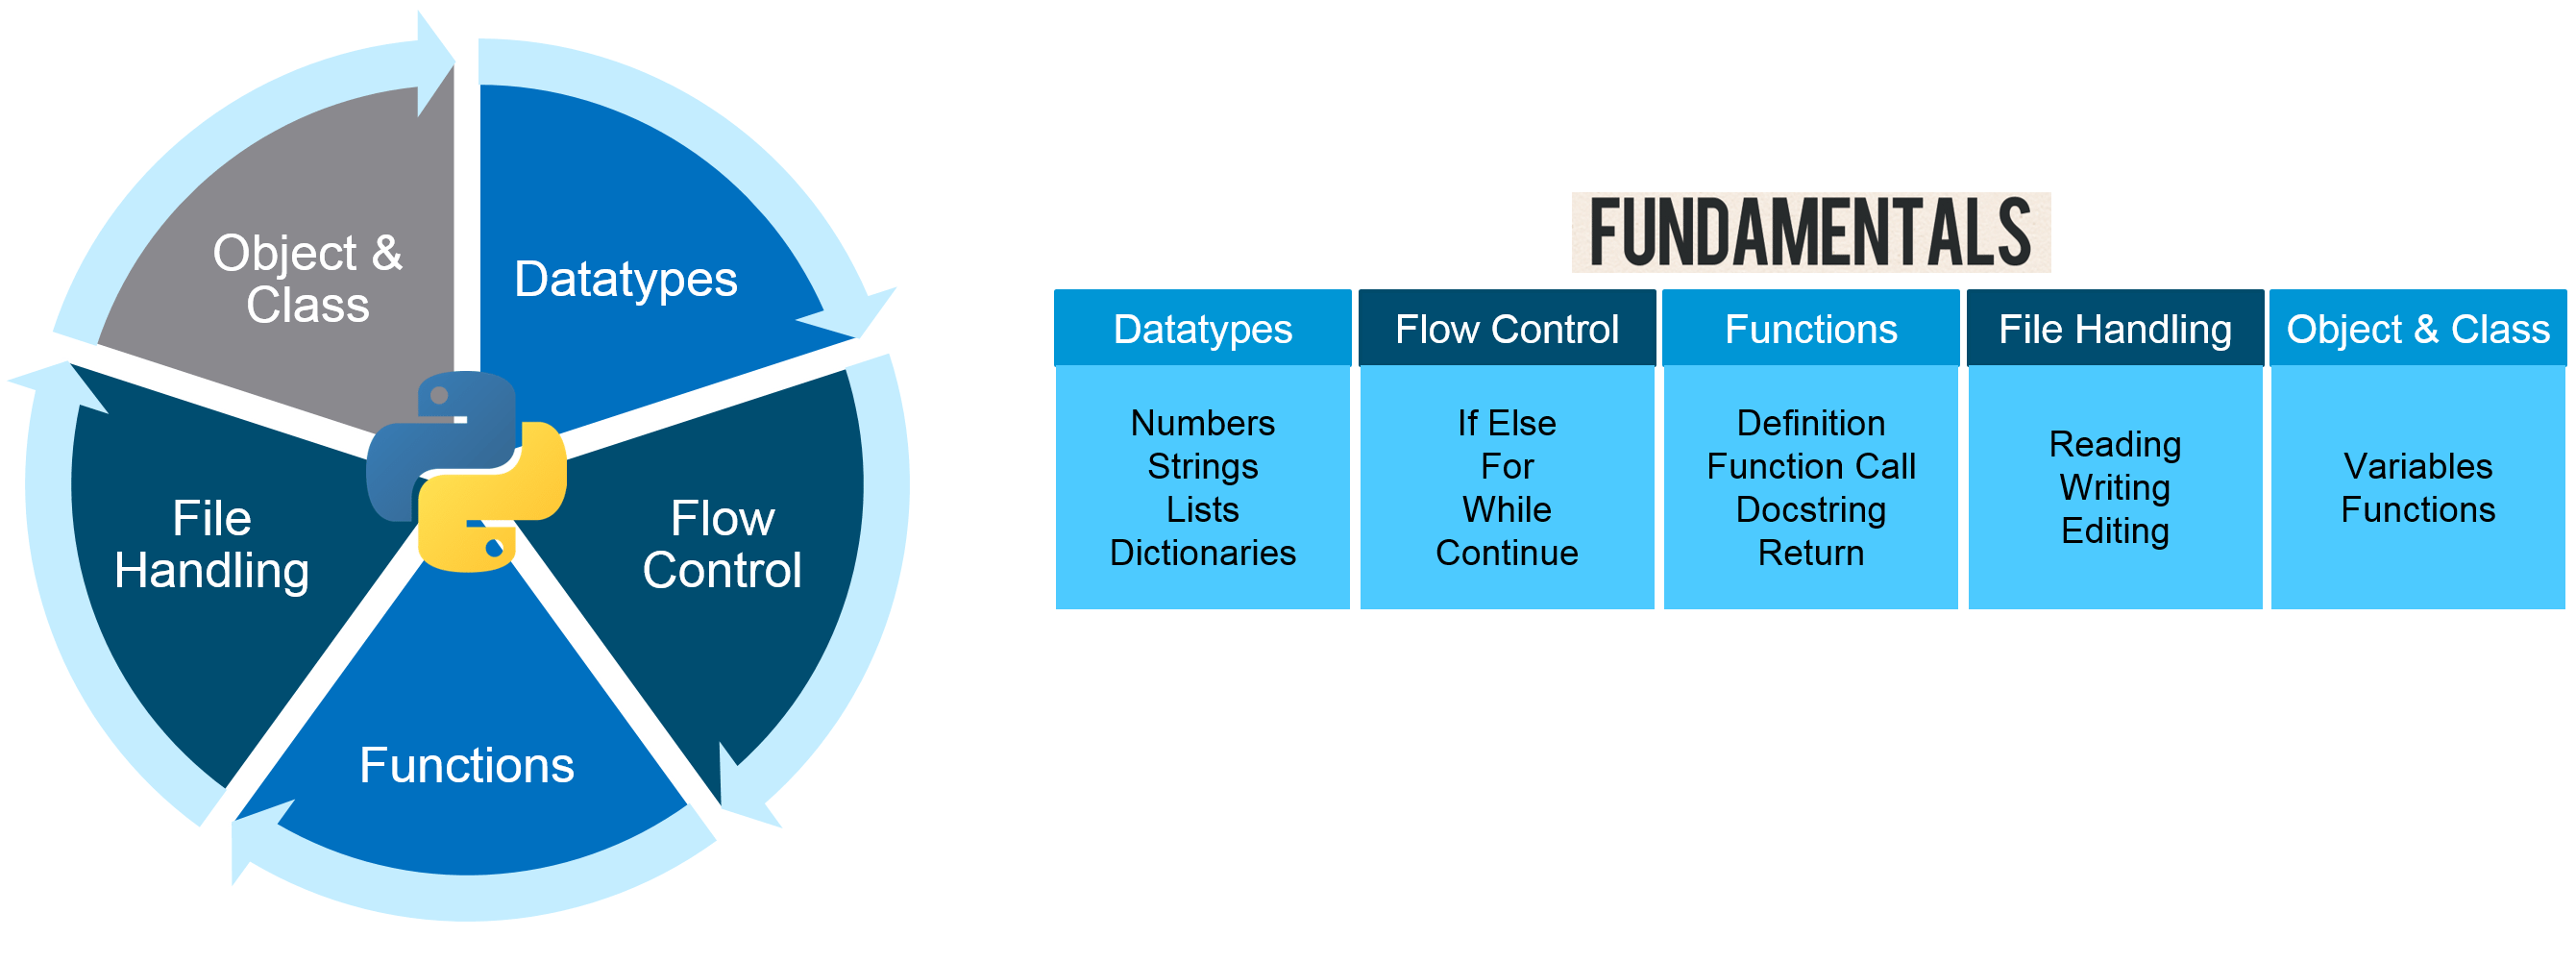 Object &
Class
Datatypes
File
Handling
Flow
Control
Functions
FUNDAMENTALS
Datatypes
Numbers
Strings
Lists
Dictionaries
Flow Control
If Else
For
While
Continue
Functions
Definition
Function Call
Docstring
Return
File Handling
Reading
Writing
Editing
Object & Class
Variables
Functions